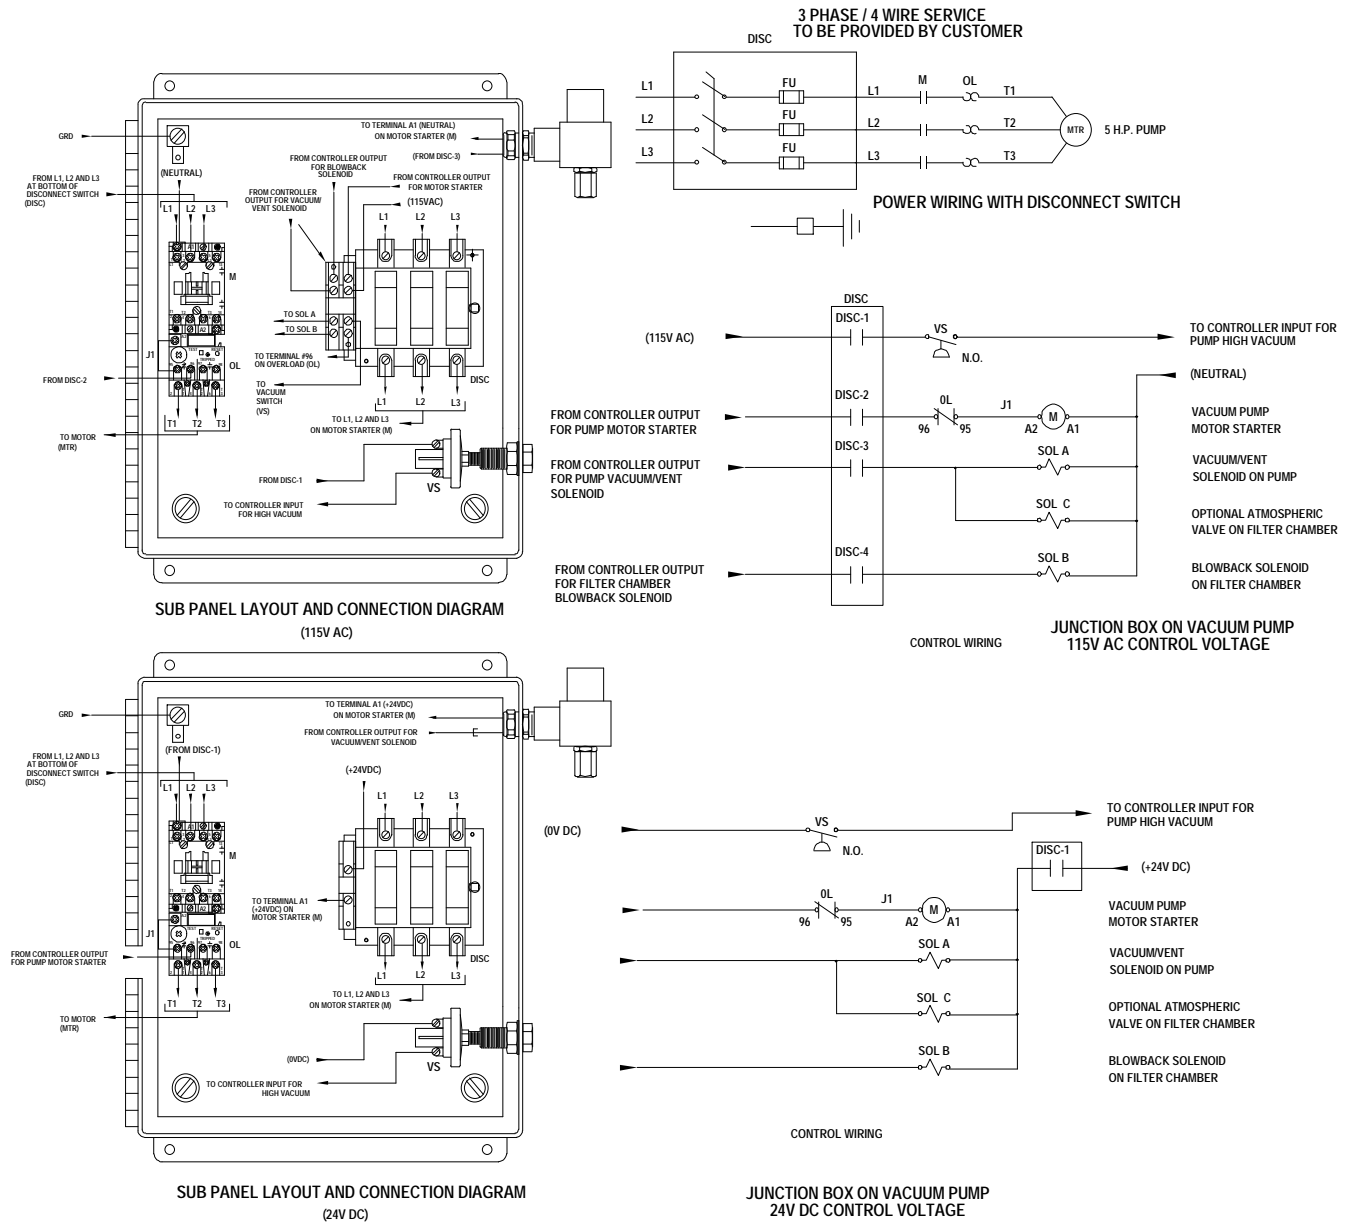 3 PHASE / 4 WIRE SERVICE
TO BE PROVIDED BY CUSTOMER
DISC
L1
L2
L3
FU
FU
FU
L1
L2
L3
M
OL
T1
T2
T3
MTR
5 H.P. PUMP
POWER WIRING WITH DISCONNECT SWITCH
GRD
(NEUTRAL)
FROM L1, L2 AND L3
AT BOTTOM OF
DISCONNECT SWITCH
(DISC)
L1 L2 L3
M
J1
OL
FROM DISC-2
T1 T2 T3
TO MOTOR
(MTR)
TO TERMINAL A1 (NEUTRAL)
ON MOTOR STARTER (M)
(FROM DISC-3)
FROM CONTROLLER OUTPUT
FOR BLOWBACK
SOLENOID
FROM CONTROLLER OUTPUT
FOR MOTOR STARTER
FROM CONTROLLER
OUTPUT FOR VACUUM/
VENT SOLENOID
(115VAC)
L1 L2 L3
TO SOL A
TO SOL B
TO TERMINAL #96
ON OVERLOAD (OL)
TO
VACUUM
SWITCH
(VS)
DISC
L1 L2 L3
TO L1, L2 AND L3
ON MOTOR STARTER (M)
FROM DISC-1
VS
TO CONTROLLER INPUT
FOR HIGH VACUUM
SUB PANEL LAYOUT AND CONNECTION DIAGRAM
(115V AC)
DISC
(115V AC)
DISC-1
VS
N.O.
TO CONTROLLER INPUT FOR
PUMP HIGH VACUUM
(NEUTRAL)
FROM CONTROLLER OUTPUT
FOR PUMP MOTOR STARTER
DISC-2
OL
96 95
J1
M
A2 A1
VACUUM PUMP
MOTOR STARTER
FROM CONTROLLER OUTPUT
FOR PUMP VACUUM/VENT
SOLENOID
DISC-3
SOL A
VACUUM/VENT
SOLENOID ON PUMP
SOL C
OPTIONAL ATMOSPHERIC
VALVE ON FILTER CHAMBER
FROM CONTROLLER OUTPUT
FOR FILTER CHAMBER
BLOWBACK SOLENOID
DISC-4
SOL B
BLOWBACK SOLENOID
ON FILTER CHAMBER
CONTROL WIRING
JUNCTION BOX ON VACUUM PUMP
115V AC CONTROL VOLTAGE
GRD
(FROM DISC-1)
FROM L1, L2 AND L3
AT BOTTOM OF
DISCONNECT SWITCH
(DISC)
L1 L2 L3
M
J1
OL
FROM CONTROLLER OUTPUT
FOR PUMP MOTOR STARTER
T1 T2 T3
TO MOTOR
(MTR)
TO TERMINAL A1 (+24VDC)
ON MOTOR STARTER (M)
FROM CONTROLLER OUTPUT FOR
VACUUM/VENT SOLENOID
(+24VDC)
L1 L2 L3
TO TERMINAL A1
(+24VDC) ON
MOTOR STARTER (M)
DISC
L1 L2 L3
TO L1, L2 AND L3
ON MOTOR STARTER (M)
(0VDC)
VS
TO CONTROLLER INPUT FOR
HIGH VACUUM
SUB PANEL LAYOUT AND CONNECTION DIAGRAM
(24V DC)
(0V DC)
VS
N.O.
TO CONTROLLER INPUT FOR
PUMP HIGH VACUUM
DISC-1
(+24V DC)
OL
96 95
J1
M
A2 A1
VACUUM PUMP
MOTOR STARTER
SOL A
VACUUM/VENT
SOLENOID ON PUMP
SOL C
OPTIONAL ATMOSPHERIC
VALVE ON FILTER CHAMBER
SOL B
BLOWBACK SOLENOID
ON FILTER CHAMBER
CONTROL WIRING
JUNCTION BOX ON VACUUM PUMP
24V DC CONTROL VOLTAGE